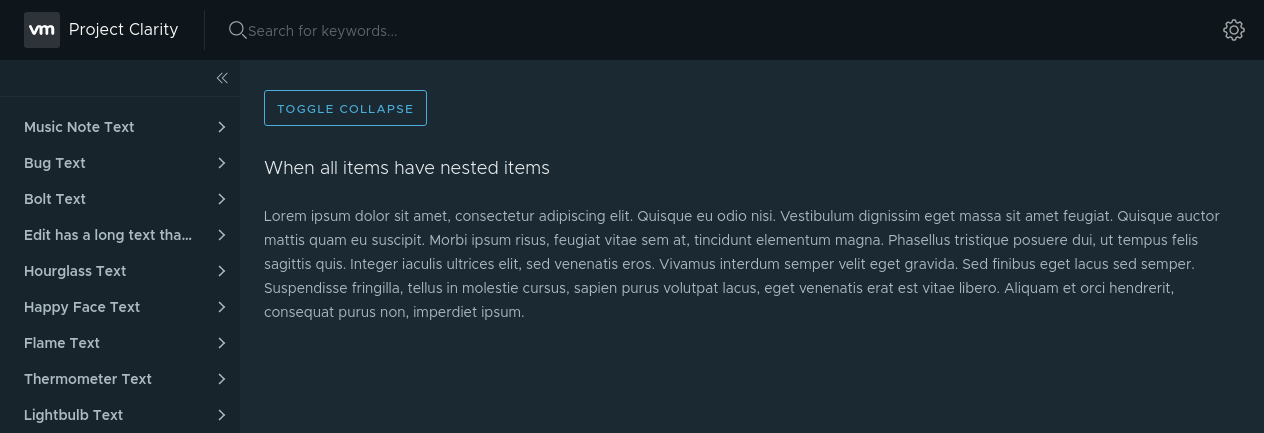 vm Project Clarity
Search for keywords...
TOGGLE COLLAPSE
Music Note Text
Bug Text
Bolt Text
Edit has a long text tha...
Hourglass Text
Happy Face Text
Flame Text
Thermometer Text
Lightbulb Text
When all items have nested items
Lorem ipsum dolor sit amet, consectetur adipiscing elit. Quisque eu odio nisi. Vestibulum dignissim eget massa sit amet feugiat. Quisque auctor
mattis quam eu suscipit. Morbi ipsum risus, feugiat vitae sem at, tincidunt elementum magna. Phasellus tristique posuere dui, ut tempus felis
sagittis quis. Integer iaculis ultrices elit, sed venenatis eros. Vivamus interdum semper velit eget gravida. Sed finibus eget lacus sed semper.
Suspendisse fringilla, tellus in molestie cursus, sapien purus volutpat lacus, eget venenatis erat est vitae libero. Aliquam et orci hendrerit,
consequat purus non, imperdiet ipsum.